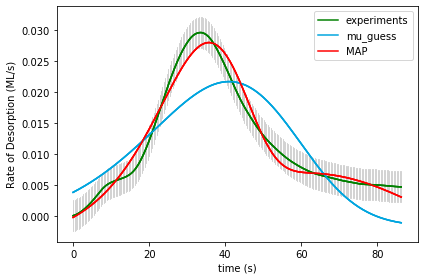 experiments
mu_guess
MAP
Rate of Desorption (ML/s)
0.030
0.025
0.020
0.015
0.010
0.005
0.000
0 20 40 60 80
time (s)